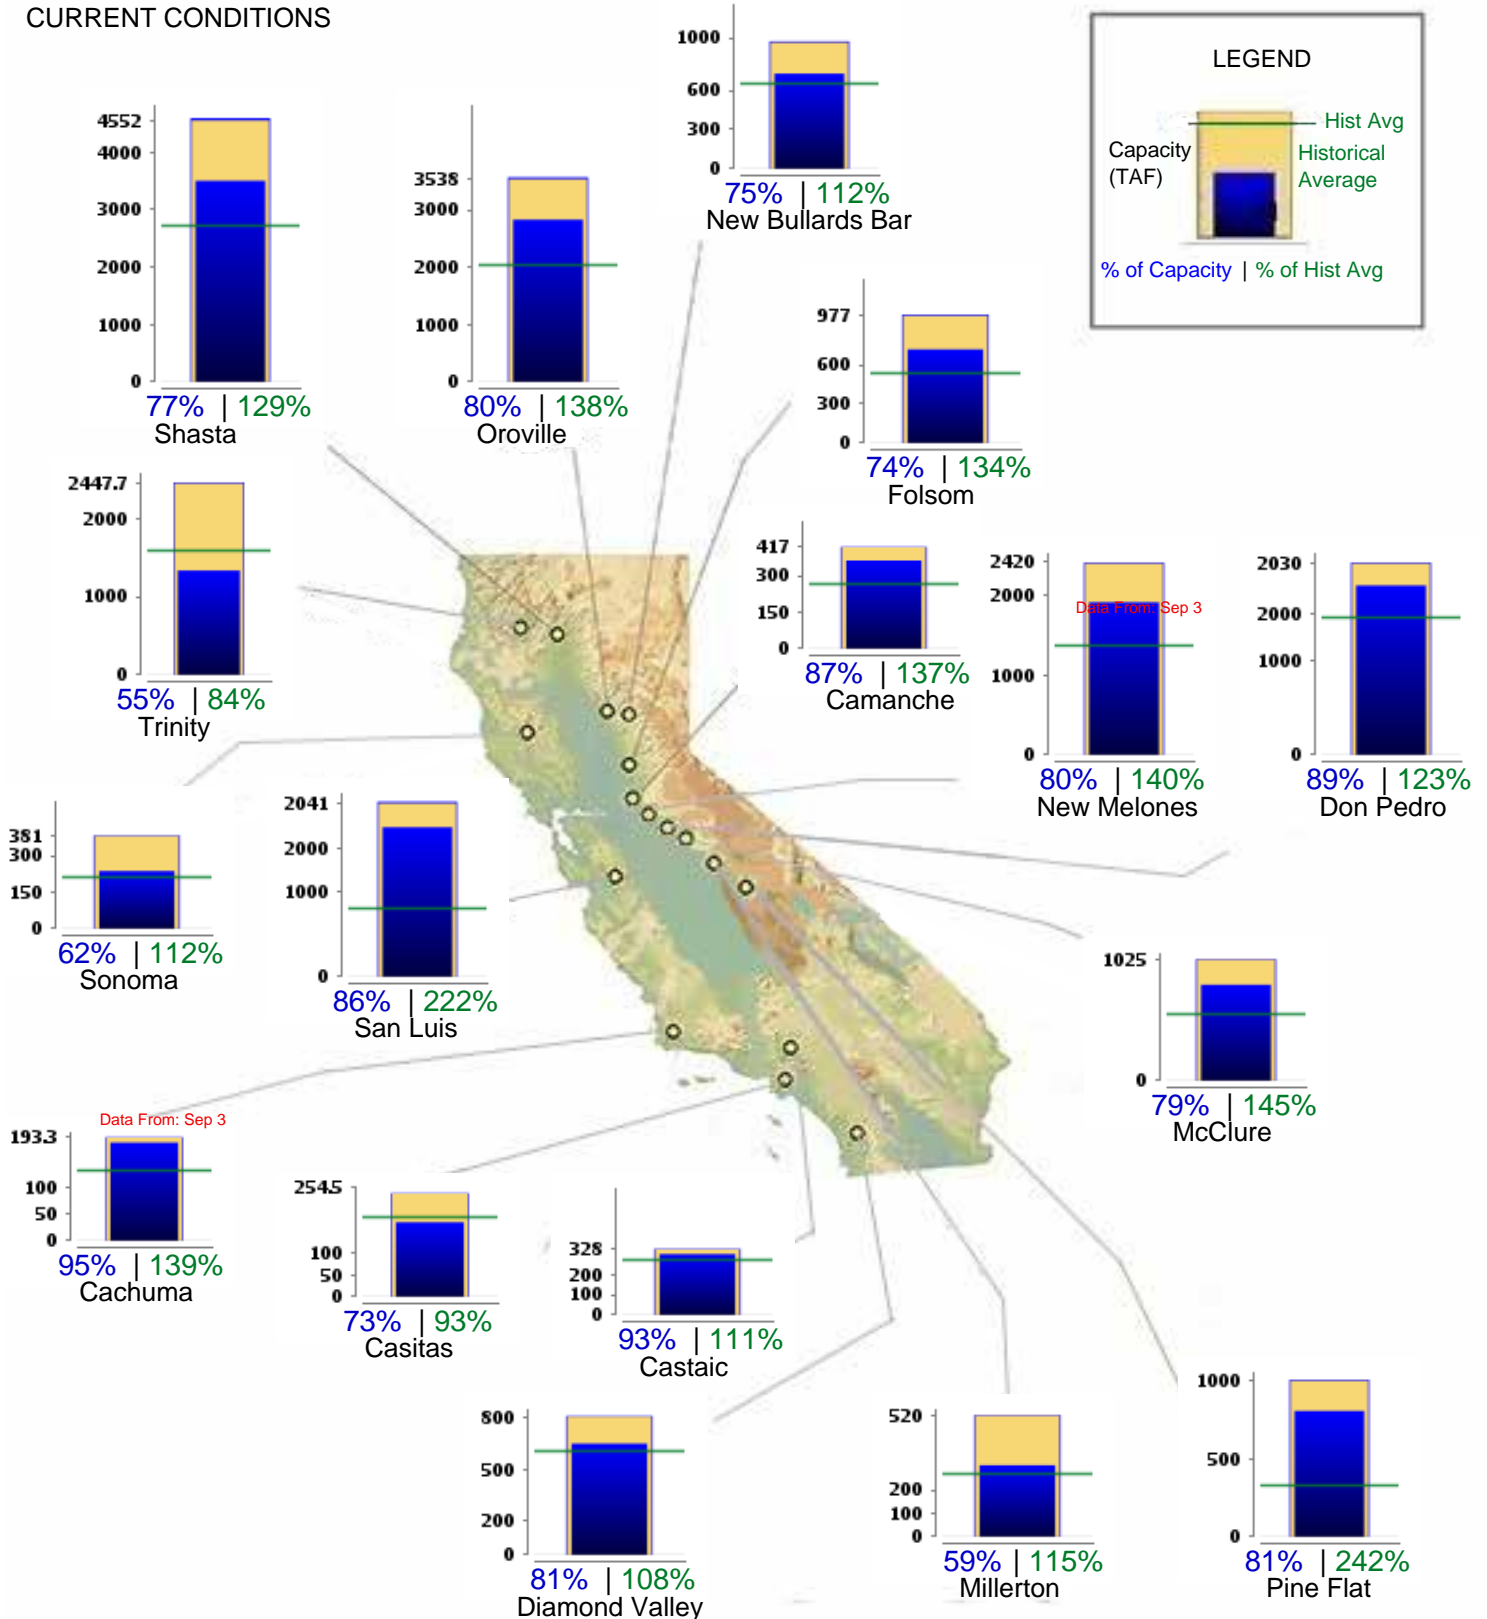 CURRENT CONDITIONS
1000
600
300
0
75% | 112%
New Bullards Bar
LEGEND
Hist Avg
Capacity
(TAF)
Historical
Average
% of Capacity | % of Hist Avg
4552
4000
3000
2000
1000
0
77% | 129%
Shasta
3538
3000
2000
1000
0
80% | 138%
Oroville
977
600
300
0
74% | 134%
Folsom
2447.7
2000
1000
0
55% | 84%
Trinity
417
300
150
0
87% | 137%
Camanche
2420
2000
Data From: Sep 3
1000
0
80% | 140%
New Melones
2030
2000
1000
0
89% | 123%
Don Pedro
381
300
150
0
62% | 112%
Sonoma
2041
2000
1000
0
86% | 222%
San Luis
1025
0
79% | 145%
McClure
Data From: Sep 3
193.3
100
50
0
95% | 139%
Cachuma
254.5
100
50
0
73% | 93%
Casitas
328
200
100
0
93% | 111%
Castaic
800
500
200
0
81% | 108%
Diamond Valley
520
200
100
0
59% | 115%
Millerton
1000
500
0
81% | 242%
Pine Flat